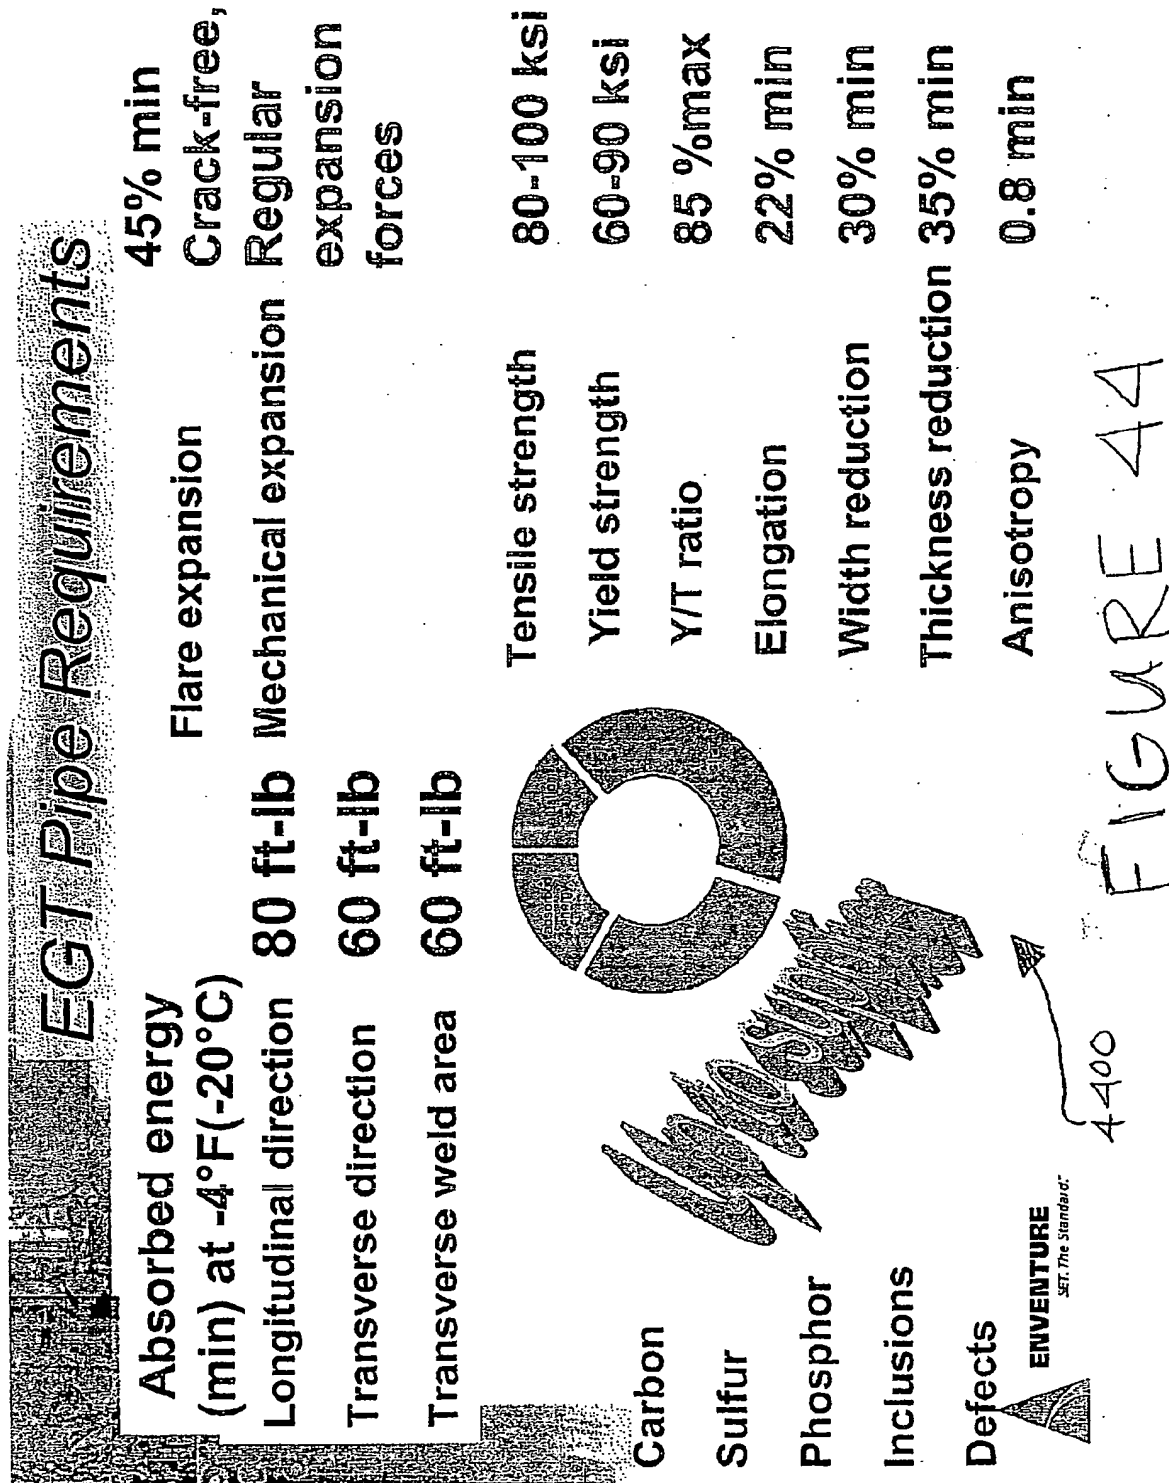 EGT Pipe Requirements
Absorbed energy
(min) at -4°F(-20°C)
Longitudinal direction 80 ft-lb
Transverse direction 60 ft-lb
Transverse weld area 60 ft-lb
Flare expansion 45% min
Mechanical expansion Crack-free,
Regular
expansion
forces
Tensile strength 80-100 ksi
Yield strength 60-90 ksi
Y/T ratio 85 %max
Elongation 22% min
Width reduction 30% min
Thickness reduction 35% min
Anisotropy 0.8 min
Carbon
Sulfur
Phosphor
Inclusions
Defects
ENVENTURE
SET. The Standard.
4400
FIGURE 44